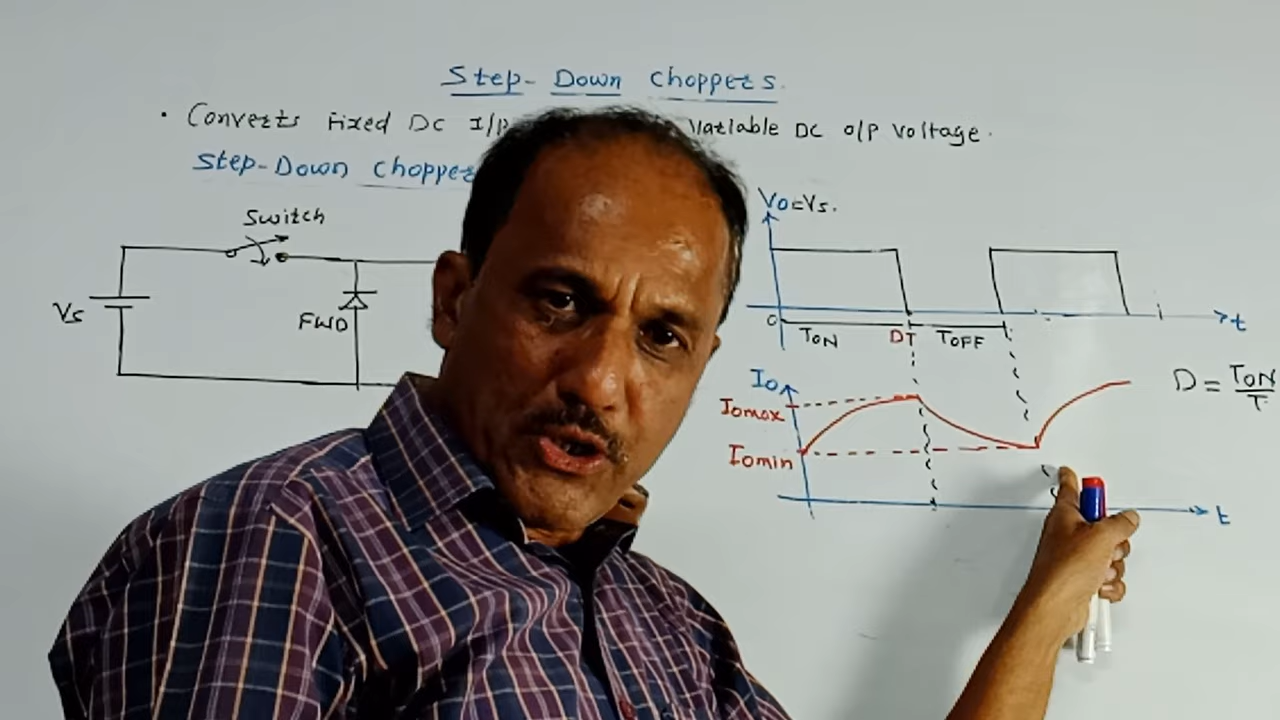 Step-Down Choppers.
• Converts Fixed DC I/P Variable DC O/P Voltage.
Step-Down Chopper
Switch
Vs
FWD
Vo=Vs.
0
TON
DT
TOFF
t
Io
Iomax
Iomin
t
D = TON/T